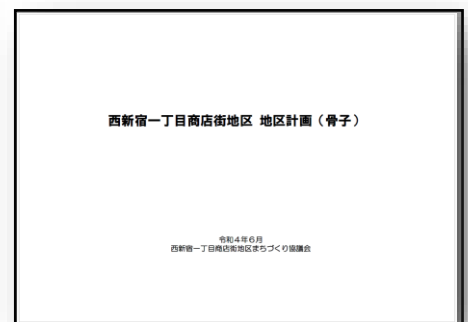 西新宿一丁目商店街地区 地区計画（骨子）
令和４年６月
西新宿一丁目商店街地区まちづくり協議会